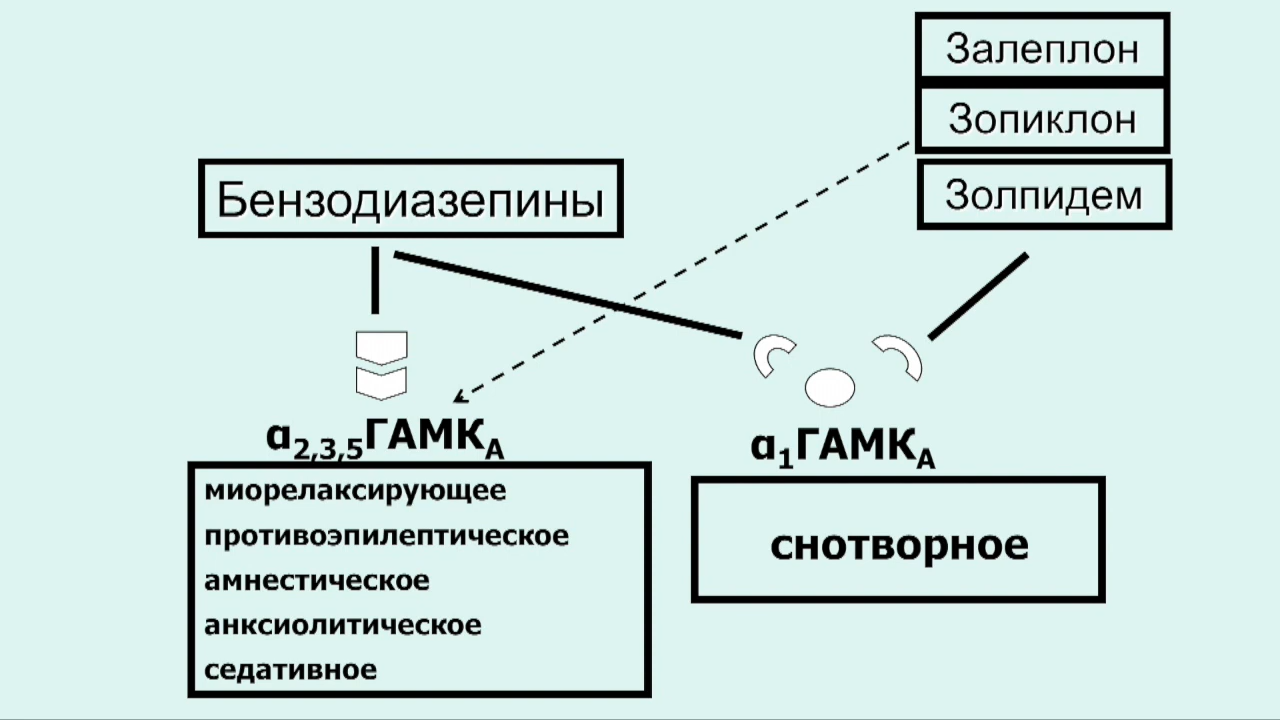 Залеплон
Зопиклон
Золпидем
Бензодиазепины
α2,3,5ГАМКА
миорелаксирующее
противоэпилептическое
амнестическое
анксиолитическое
седативное
α1ГАМКА
снотворное